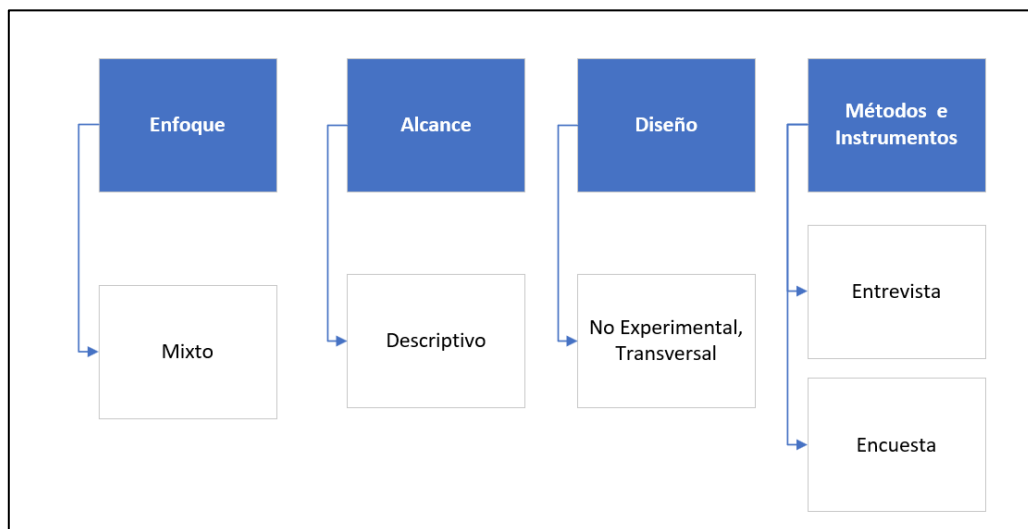 Enfoque
Alcance
Diseño
Métodos e
Instrumentos
Mixto
Descriptivo
No Experimental,
Transversal
Entrevista
Encuesta